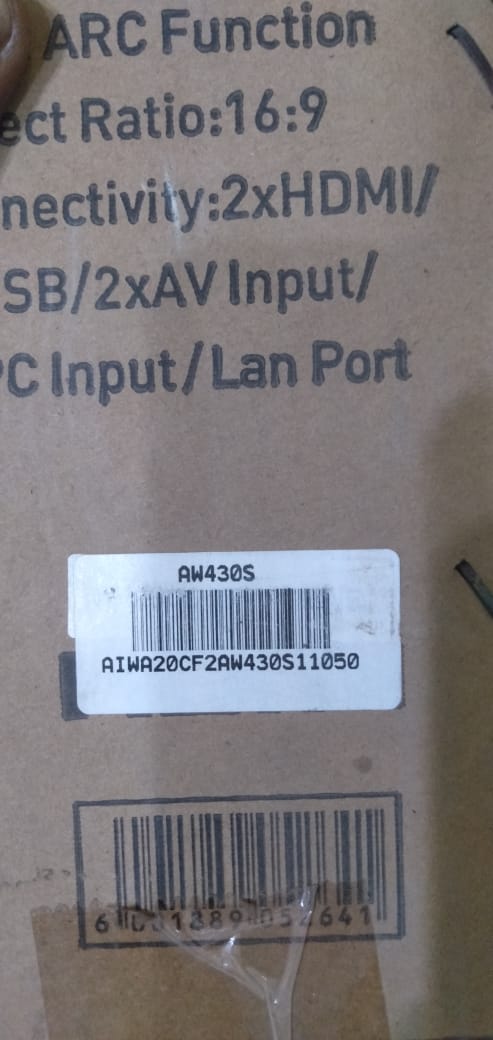 ARC Function
ect Ratio:16:9
nectivity:2xHDMI/
SB/2xAV Input/
C Input/Lan Port
AW430S
AIWA20CF2AW430S11050